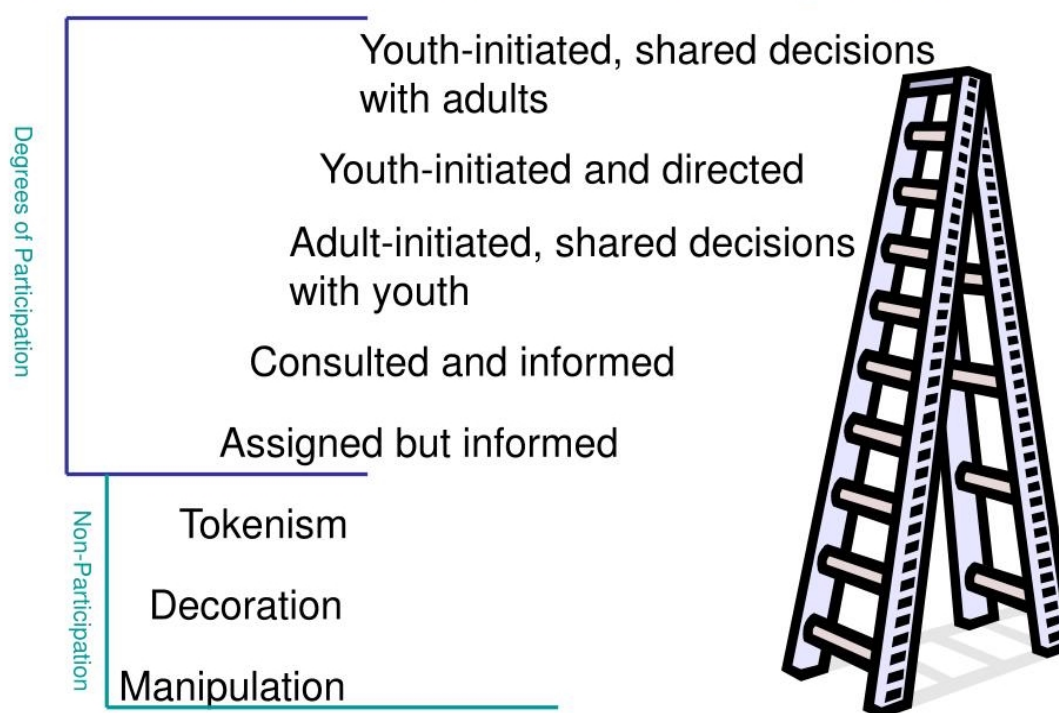 Youth-initiated, shared decisions
with adults
Youth-initiated and directed
Adult-initiated, shared decisions
with youth
Consulted and informed
Assigned but informed
Degrees of Participation
Tokenism
Decoration
Manipulation
Non-Participation